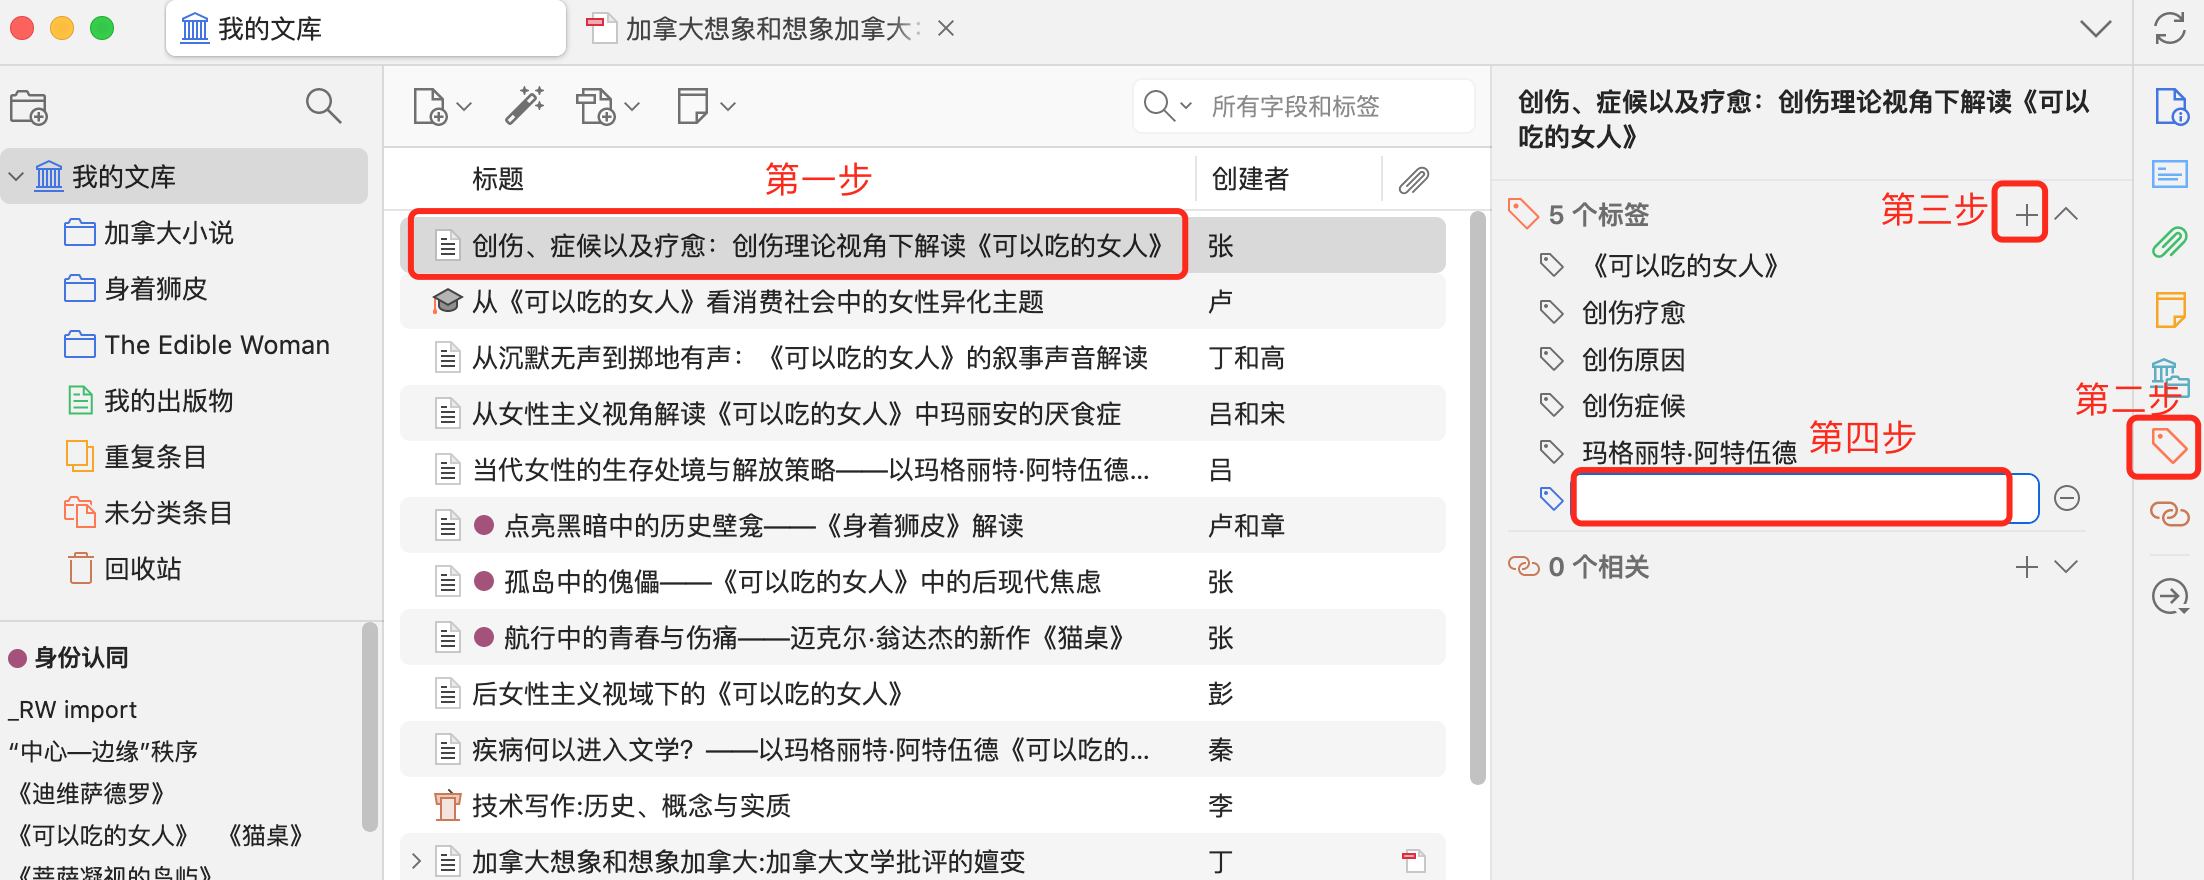 我的文库
加拿大想象和想象加拿大:
所有字段和标签
我的文库
加拿大小说
身着狮皮
The Edible Woman
我的出版物
重复条目
未分类条目
回收站
身份认同
_RW import
“中心—边缘”秩序
《迪维萨德罗》
《可以吃的女人》 《猫桌》
《菩萨凝视的岛屿》
标题 第一步 创建者
创伤、症候以及疗愈：创伤理论视角下解读《可以吃的女人》 张
从《可以吃的女人》看消费社会中的女性异化主题 卢
从沉默无声到掷地有声：《可以吃的女人》的叙事声音解读 丁和高
从女性主义视角解读《可以吃的女人》中玛丽安的厌食症 吕和宋
当代女性的生存处境与解放策略——以玛格丽特·阿特伍德... 吕
点亮黑暗中的历史壁龛——《身着狮皮》解读 卢和章
孤岛中的傀儡——《可以吃的女人》中的后现代焦虑 张
航行中的青春与伤痛——迈克尔·翁达杰的新作《猫桌》 张
后女性主义视域下的《可以吃的女人》 彭
疾病何以进入文学？——以玛格丽特·阿特伍德《可以吃的... 秦
技术写作:历史、概念与实质 李
加拿大想象和想象加拿大:加拿大文学批评的嬗变 丁
创伤、症候以及疗愈：创伤理论视角下解读《可以
吃的女人》
5 个标签 第三步
《可以吃的女人》
创伤疗愈
创伤原因
创伤症候
第二步
玛格丽特·阿特伍德 第四步
0 个相关